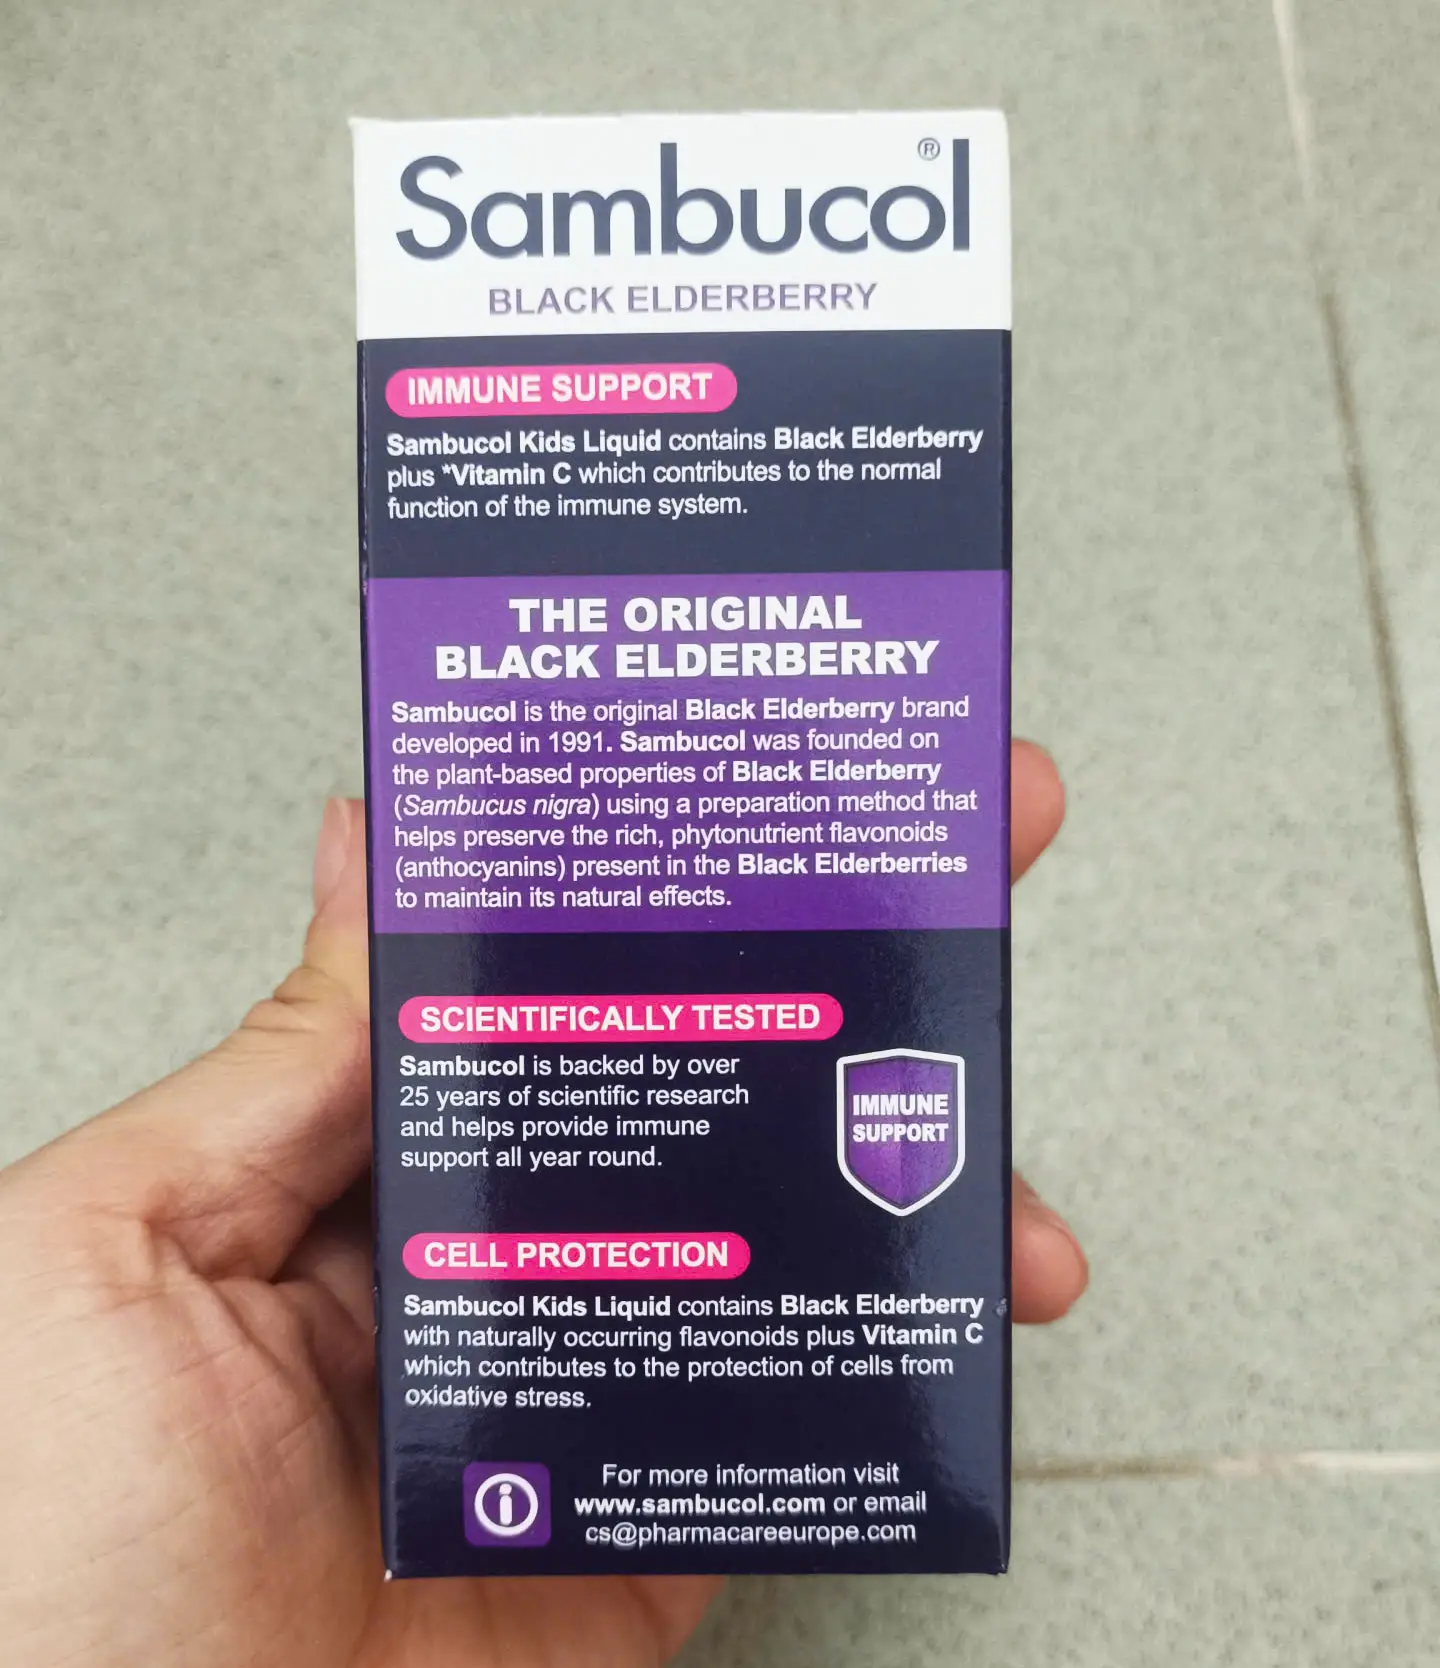 Sambucol®
BLACK ELDERBERRY
IMMUNE SUPPORT
Sambucol Kids Liquid contains Black Elderberry
plus *Vitamin C which contributes to the normal
function of the immune system.
THE ORIGINAL
BLACK ELDERBERRY
Sambucol is the original Black Elderberry brand
developed in 1991. Sambucol was founded on
the plant-based properties of Black Elderberry
(Sambucus nigra) using a preparation method that
helps preserve the rich, phytonutrient flavonoids
(anthocyanins) present in the Black Elderberries
to maintain its natural effects.
SCIENTIFICALLY TESTED
Sambucol is backed by over
25 years of scientific research
and helps provide immune
support all year round.
IMMUNE
SUPPORT
CELL PROTECTION
Sambucol Kids Liquid contains Black Elderberry
with naturally occurring flavonoids plus Vitamin C
which contributes to the protection of cells from
oxidative stress.
i
For more information visit
www.sambucol.com or email
cs@pharmacareeurope.com